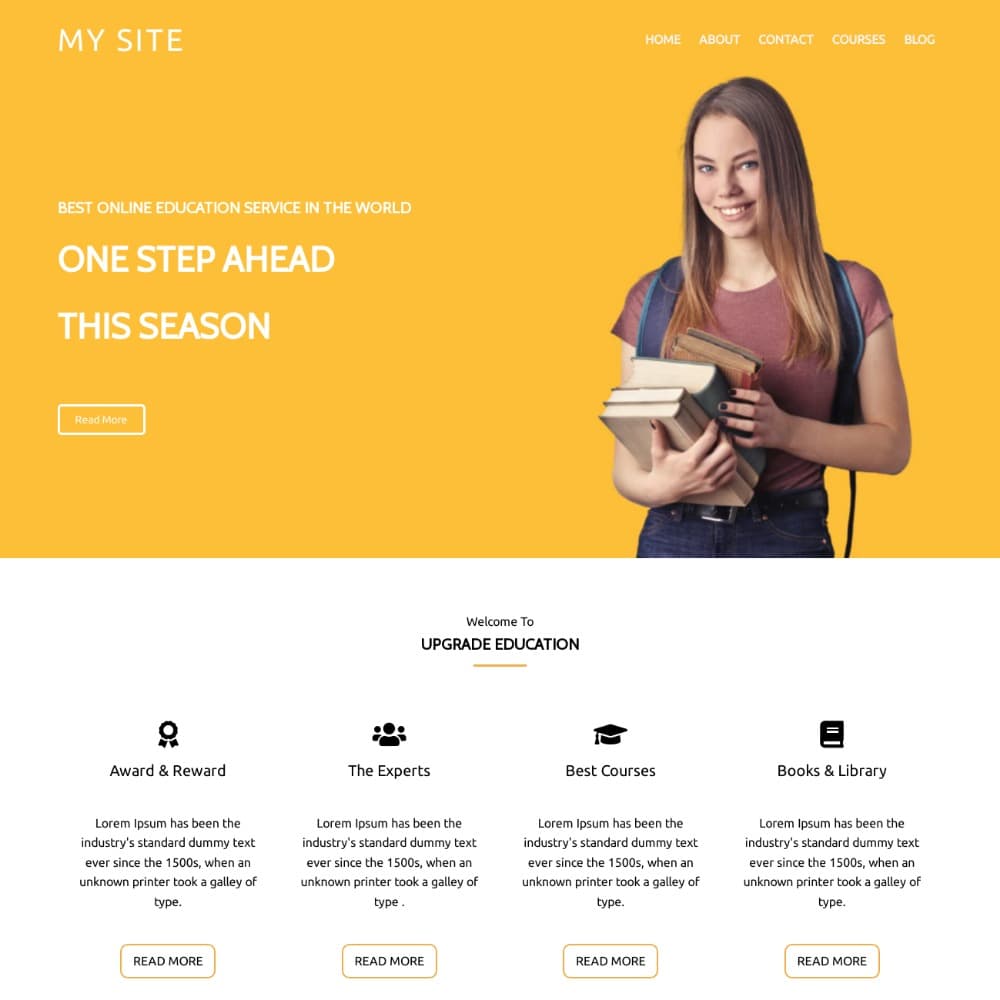 MY SITE
HOME ABOUT CONTACT COURSES BLOG
BEST ONLINE EDUCATION SERVICE IN THE WORLD
ONE STEP AHEAD
THIS SEASON
Read More
Welcome To
UPGRADE EDUCATION
Award & Reward
Lorem Ipsum has been the
industry's standard dummy text
ever since the 1500s, when an
unknown printer took a galley of
type.
READ MORE
The Experts
Lorem Ipsum has been the
industry's standard dummy text
ever since the 1500s, when an
unknown printer took a galley of
type .
READ MORE
Best Courses
Lorem Ipsum has been the
industry's standard dummy text
ever since the 1500s, when an
unknown printer took a galley of
type.
READ MORE
Books & Library
Lorem Ipsum has been the
industry's standard dummy text
ever since the 1500s, when an
unknown printer took a galley of
type.
READ MORE